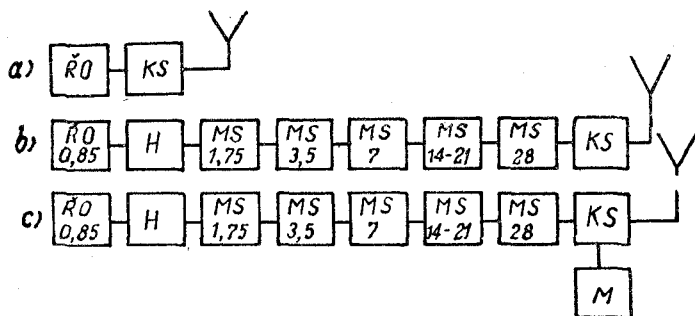 a) ŘO KS
b) ŘO 0,85 H MS 1,75 MS 3,5 MS 7 MS 14-21 MS 28 KS
c) ŘO 0,85 H MS 1,75 MS 3,5 MS 7 MS 14-21 MS 28 KS
M